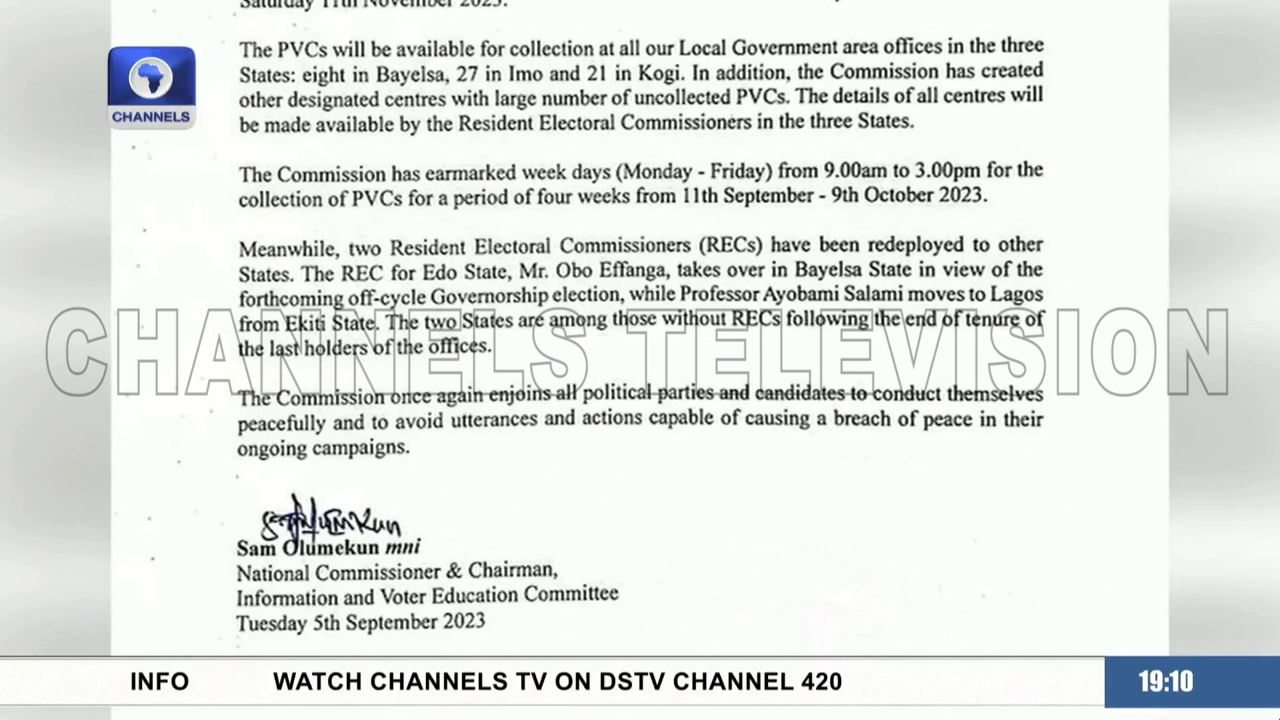 Saturday 11th November 2023.
The PVCs will be available for collection at all our Local Government area offices in the three
States: eight in Bayelsa, 27 in Imo and 21 in Kogi. In addition, the Commission has created
other designated centres with large number of uncollected PVCs. The details of all centres will
be made available by the Resident Electoral Commissioners in the three States.
The Commission has earmarked week days (Monday - Friday) from 9.00am to 3.00pm for the
collection of PVCs for a period of four weeks from 11th September - 9th October 2023.
Meanwhile, two Resident Electoral Commissioners (RECs) have been redeployed to other
States. The REC for Edo State, Mr. Obo Effanga, takes over in Bayelsa State in view of the
forthcoming off-cycle Governorship election, while Professor Ayobami Salami moves to Lagos
from Ekiti State. The two States are among those without RECs following the end of tenure of
the last holders of the offices.
The Commission once again enjoins all political parties and candidates to conduct themselves
peacefully and to avoid utterances and actions capable of causing a breach of peace in their
ongoing campaigns.
Sam Olumekun mni
National Commissioner & Chairman,
Information and Voter Education Committee
Tuesday 5th September 2023
CHANNELS
CHANNELS TELEVISION
INFO WATCH CHANNELS TV ON DSTV CHANNEL 420
19:10